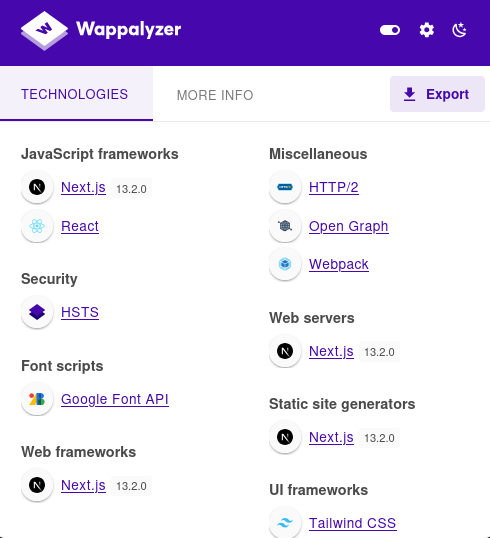 Wappalyzer
TECHNOLOGIES
MORE INFO
Export
JavaScript frameworks
Next.js 13.2.0
React
Security
HSTS
Font scripts
Google Font API
Web frameworks
Next.js 13.2.0
Miscellaneous
HTTP/2
Open Graph
Webpack
Web servers
Next.js 13.2.0
Static site generators
Next.js 13.2.0
UI frameworks
Tailwind CSS